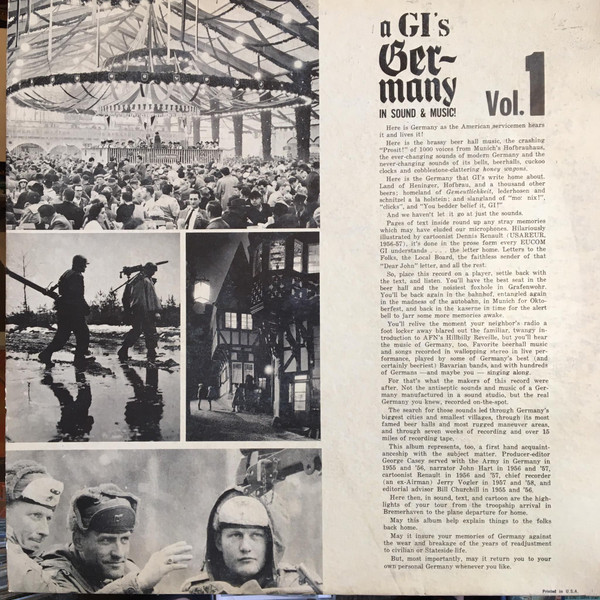 a GI's
Ger-
many
IN SOUND & MUSIC!
Vol. 1
Here is Germany as the American servicemen hears
it and lives it!
Here is the brassy beer hall music, the crashing
"Prosit!" of 1000 voices from Munich's Hofbrauhaus,
the ever-changing sounds of modern Germany and the
never-changing sounds of its bells, beerhalls, cuckoo
clocks and cobblestone-clattering honey wagons.
Here is the Germany that GI's write home about.
Land of Heninger, Hofbrau, and a thousand other
beers; homeland of Gemeutlichkeit, lederhosen and
schnitzel a la holstein; and slangland of "mox nix!",
"clicks", and "You bedder belief it, GI!"
And we haven't let it go at just the sounds.
Pages of text inside round up any stray memories
which may have eluded our microphones. Hilariously
illustrated by cartoonist Dennis Renault (USAREUR,
1956-57), it's done in the prose form every EUCOM
GI understands . . . . the letter home. Letters to the
Folks, the Local Board, the faithless sender of that
"Dear John" letter, and all the rest.
So, place this record on a player, settle back with
the text, and listen. You'll have the best seat in the
beer hall and the noisiest foxhole in Grafenwohr.
You'll be back again in the bahnhof, entangled again
in the madness of the autobahn, in Munich for Okto-
berfest, and back in the kaserne in time for the alert
bell to jarr some more memories awake.
You'll relive the moment your neighbor's radio a
foot locker away blared out the familiar, twangy in-
troduction to AFN's Hillbilly Reveille, but you'll hear
the music of Germany, too. Favorite beerhall music
and songs recorded in walloping stereo in live per-
formance, played by some of Germany's best (and
certainly beeriest) Bavarian bands, and with hundreds
of Germans — and maybe you — singing along.
For that's what the makers of this record were
after. Not the antiseptic sounds and music of a Ger-
many manufactured in a sound studio, but the real
Germany you knew, recorded on-the-spot.
The search for those sounds led through Germany's
biggest cities and smallest villages, through its most
famed beer halls and most rugged maneuver areas,
and through seven weeks of recording and over 15
miles of recording tape.
This album represents, too, a first hand acquaint-
anceship with the subject matter. Producer-editor
George Casey served with the Army in Germany in
1955 and '56, narrator John Hart in 1956 and '57,
cartoonist Renault in 1956 and '57, chief recorder
(an ex-Airman) Jerry Vogler in 1957 and '58, and
editorial advisor Bill Churchill in 1955 and '56.
Here then, in sound, text, and cartoon are the high-
lights of your tour from the troopship arrival in
Bremerhaven to the plane departure for home.
May this album help explain things to the folks
back home.
May it insure your memories of Germany against
the wear and breakage of the years of readjustment
to civilian or Stateside life.
But, most importantly, may it return you to your
own personal Germany whenever you like.
Printed in U.S.A.